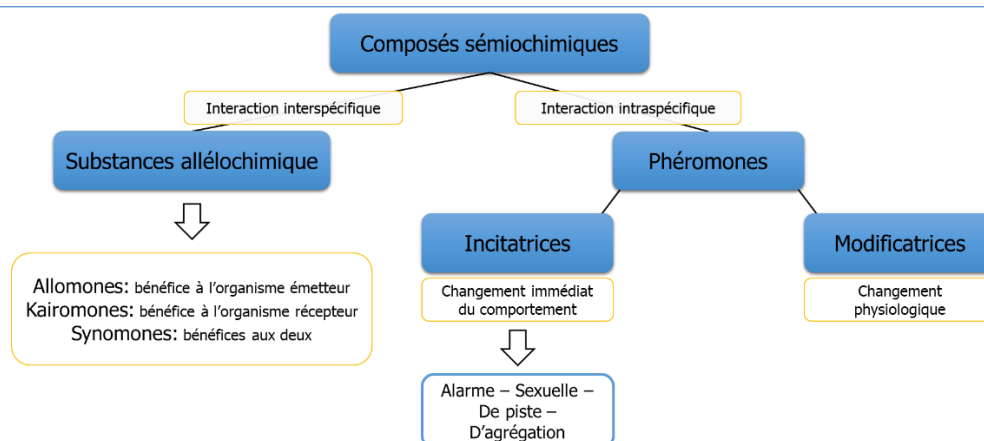 Composés sémiochimiques
Interaction interspécifique
Interaction intraspécifique
Substances allélochimique
Phéromones
Incitatrices
Modificatrices
Allomones: bénéfice à l'organisme émetteur
Kairomones: bénéfice à l'organisme récepteur
Synomones: bénéfices aux deux
Changement immédiat
du comportement
Changement
physiologique
Alarme – Sexuelle –
De piste –
D'agrégation